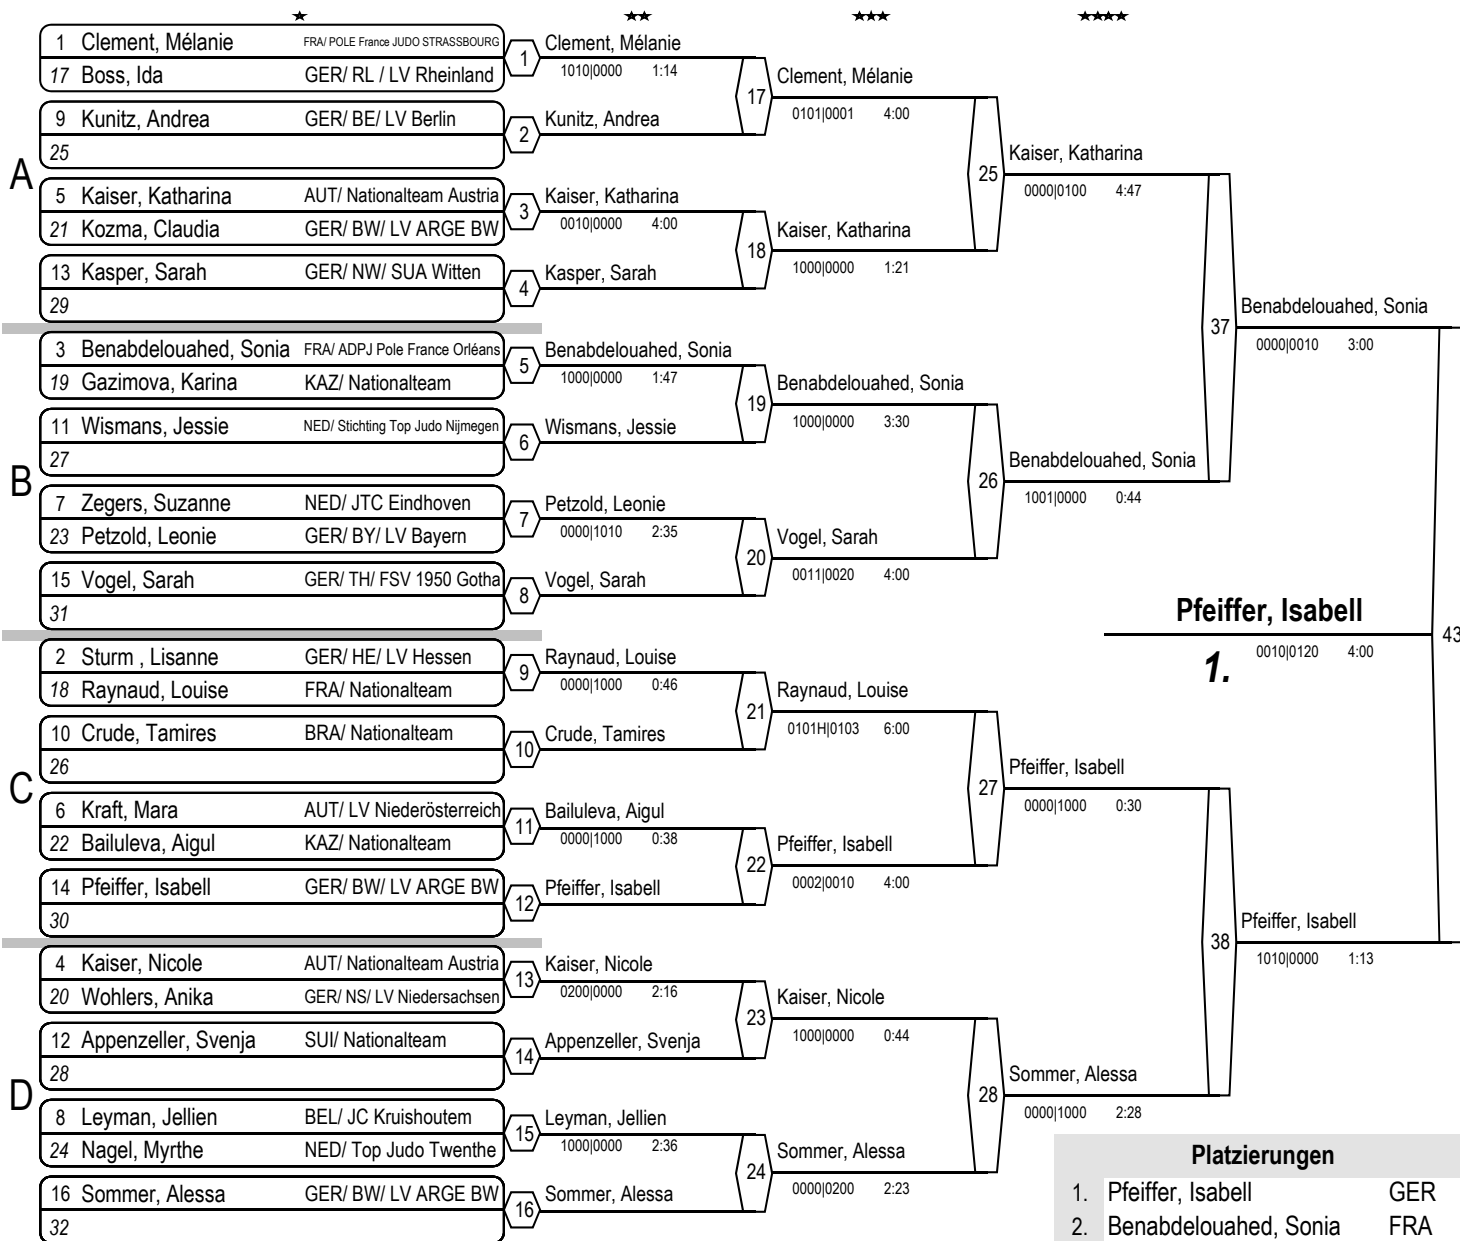 ★ ★★ ★★★ ★★★★
A
1 Clement, Mélanie FRA/ POLE France JUDO STRASSBOURG
17 Boss, Ida GER/ RL / LV Rheinland
1
9 Kunitz, Andrea GER/ BE/ LV Berlin
25
2
5 Kaiser, Katharina AUT/ Nationalteam Austria
21 Kozma, Claudia GER/ BW/ LV ARGE BW
3
13 Kasper, Sarah GER/ NW/ SUA Witten
29
4
B
3 Benabdelouahed, Sonia FRA/ ADPJ Pole France Orléans
19 Gazimova, Karina KAZ/ Nationalteam
5
11 Wismans, Jessie NED/ Stichting Top Judo Nijmegen
27
6
7 Zegers, Suzanne NED/ JTC Eindhoven
23 Petzold, Leonie GER/ BY/ LV Bayern
7
15 Vogel, Sarah GER/ TH/ FSV 1950 Gotha
31
8
C
2 Sturm , Lisanne GER/ HE/ LV Hessen
18 Raynaud, Louise FRA/ Nationalteam
9
10 Crude, Tamires BRA/ Nationalteam
26
10
6 Kraft, Mara AUT/ LV Niederösterreich
22 Bailuleva, Aigul KAZ/ Nationalteam
11
14 Pfeiffer, Isabell GER/ BW/ LV ARGE BW
30
12
D
4 Kaiser, Nicole AUT/ Nationalteam Austria
20 Wohlers, Anika GER/ NS/ LV Niedersachsen
13
12 Appenzeller, Svenja SUI/ Nationalteam
28
14
8 Leyman, Jellien BEL/ JC Kruishoutem
24 Nagel, Myrthe NED/ Top Judo Twenthe
15
16 Sommer, Alessa GER/ BW/ LV ARGE BW
32
16
Clement, Mélanie
1010|0000 1:14
Kunitz, Andrea
17
Kaiser, Katharina
0010|0000 4:00
Kasper, Sarah
18
Benabdelouahed, Sonia
1000|0000 1:47
Wismans, Jessie
19
Petzold, Leonie
0000|1010 2:35
Vogel, Sarah
20
Raynaud, Louise
0000|1000 0:46
Crude, Tamires
21
Bailuleva, Aigul
0000|1000 0:38
Pfeiffer, Isabell
22
Kaiser, Nicole
0200|0000 2:16
Appenzeller, Svenja
23
Leyman, Jellien
1000|0000 2:36
Sommer, Alessa
24
Clement, Mélanie
0101|0001 4:00
25
Kaiser, Katharina
1000|0000 1:21
Benabdelouahed, Sonia
1000|0000 3:30
26
Vogel, Sarah
0011|0020 4:00
Raynaud, Louise
0101H|0103 6:00
27
Pfeiffer, Isabell
0002|0010 4:00
Kaiser, Nicole
1000|0000 0:44
28
Sommer, Alessa
0000|0200 2:23
Kaiser, Katharina
0000|0100 4:47
37
Benabdelouahed, Sonia
1001|0000 0:44
Pfeiffer, Isabell
0000|1000 0:30
38
Sommer, Alessa
0000|1000 2:28
Benabdelouahed, Sonia
0000|0010 3:00
Pfeiffer, Isabell
43
0010|0120 4:00
1.
Pfeiffer, Isabell
1010|0000 1:13
Platzierungen
1. Pfeiffer, Isabell GER
2. Benabdelouahed, Sonia FRA